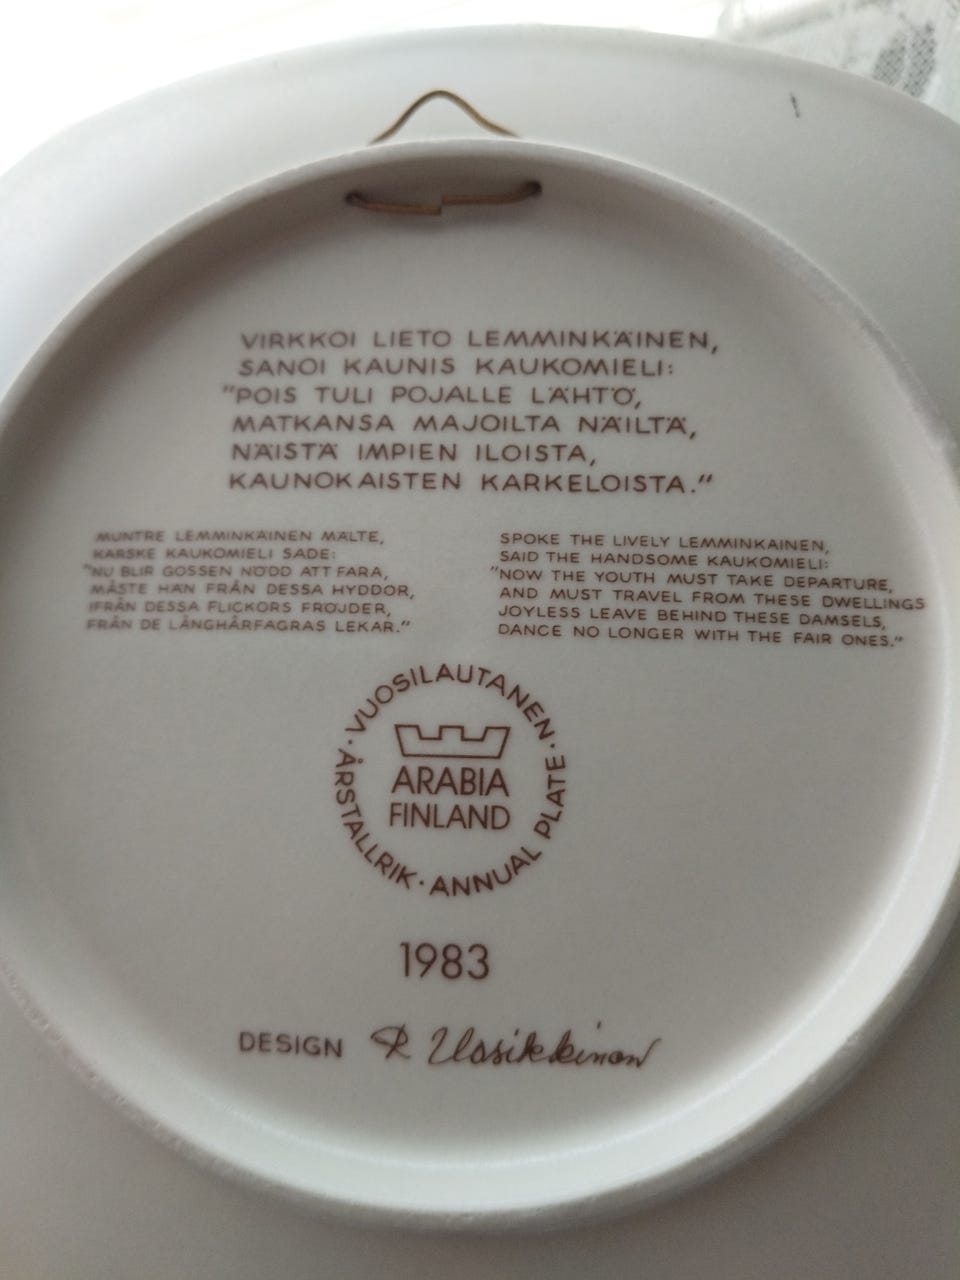 VIRKKOI LIETO LEMMINKÄINEN,
SANOI KAUNIS KAUKOMIELI:
"POIS TULI POJALLE LÄHTÖ,
MATKANSA MAJOILTA NÄILTÄ,
NÄISTÄ IMPIEN ILOISTA,
KAUNOKAISTEN KARKELOISTA."
MUNTRE LEMMINKÄINEN MÄLTE,
KARSKE KAUKOMIELI SADE:
"NU BLIR GOSSEN NÖDD ATT FARA,
MÅSTE HÄN FRÅN DESSA HYDDOR,
IFRÅN DESSA FLICKORS FRÖJDER,
FRÅN DE LÅNGHÅRFAGRAS LEKAR."
SPOKE THE LIVELY LEMMINKAINEN,
SAID THE HANDSOME KAUKOMIELI:
"NOW THE YOUTH MUST TAKE DEPARTURE,
AND MUST TRAVEL FROM THESE DWELLINGS
JOYLESS LEAVE BEHIND THESE DAMSELS,
DANCE NO LONGER WITH THE FAIR ONES."
VUOSILAUTANEN · ANNUAL PLATE · ÅRSTALLRIK ·
ARABIA
FINLAND
1983
DESIGN R Uosikkinen